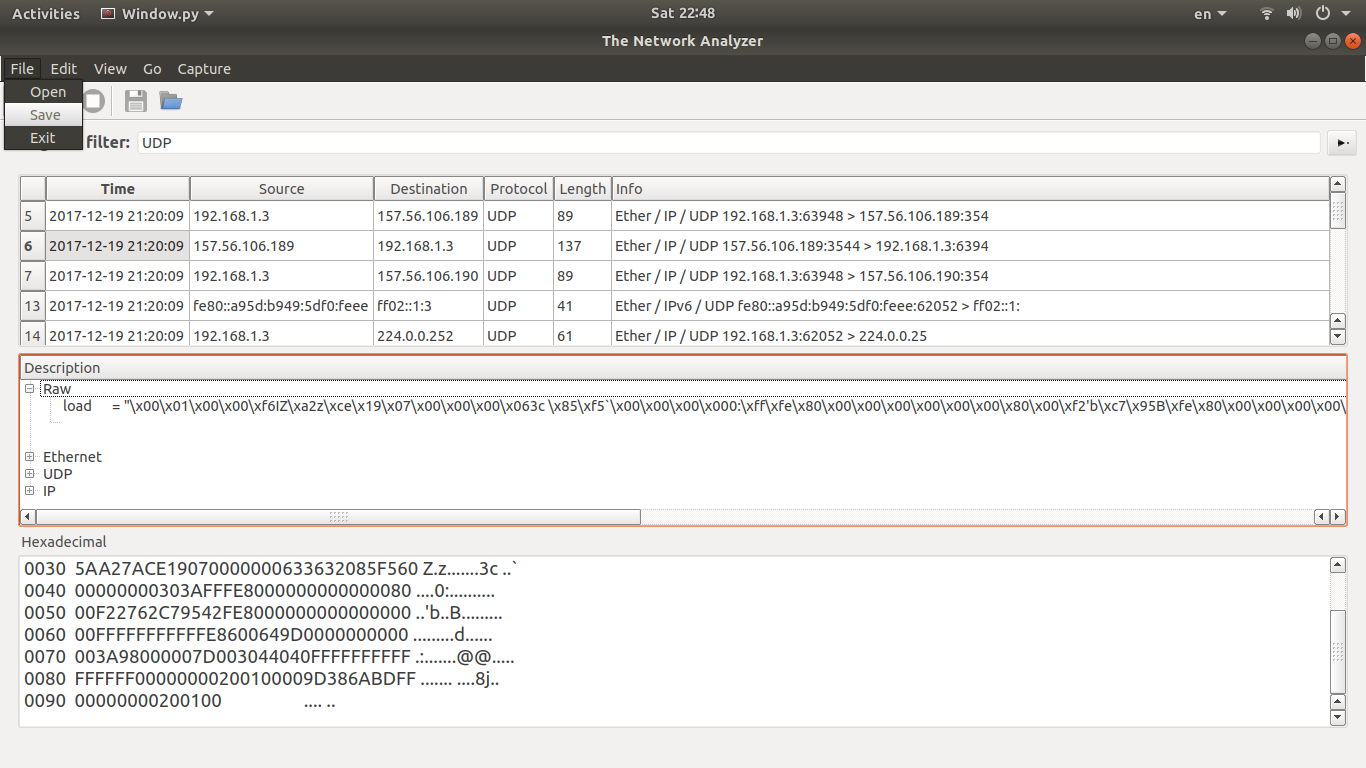 Activities Window.py Sat 22:48 en
The Network Analyzer
File Edit View Go Capture
Open
Save
Exit
filter: UDP
Time Source Destination Protocol Length Info
5 2017-12-19 21:20:09 192.168.1.3 157.56.106.189 UDP 89 Ether / IP / UDP 192.168.1.3:63948 > 157.56.106.189:354
6 2017-12-19 21:20:09 157.56.106.189 192.168.1.3 UDP 137 Ether / IP / UDP 157.56.106.189:3544 > 192.168.1.3:6394
7 2017-12-19 21:20:09 192.168.1.3 157.56.106.190 UDP 89 Ether / IP / UDP 192.168.1.3:63948 > 157.56.106.190:354
13 2017-12-19 21:20:09 fe80::a95d:b949:5df0:feee ff02::1:3 UDP 41 Ether / IPv6 / UDP fe80::a95d:b949:5df0:feee:62052 > ff02::1:
14 2017-12-19 21:20:09 192.168.1.3 224.0.0.252 UDP 61 Ether / IP / UDP 192.168.1.3:62052 > 224.0.0.25
Description
Raw
load = "\x00\x01\x00\x00\xf6IZ\xa2z\xce\x19\x07\x00\x00\x00\x063c \x85\xf5`\x00\x00\x00\x000:\xff\xfe\x80\x00\x00\x00\x00\x00\x00\x80\x00\xf2'b\xc7\x95B\xfe\x80\x00\x00\x00\x00\
Ethernet
UDP
IP
Hexadecimal
0030 5AA27ACE19070000000633632085F560 Z.z.......3c ..`
0040 00000000303AFFFE8000000000000080 ....0:..........
0050 00F22762C79542FE8000000000000000 ..'b..B.........
0060 00FFFFFFFFFFFE8600649D0000000000 .........d......
0070 003A98000007D003044040FFFFFFFFFF .:.......@@.....
0080 FFFFFF00000000200100009D386ABDFF ....... ....8j..
0090 00000000200100 .... ..